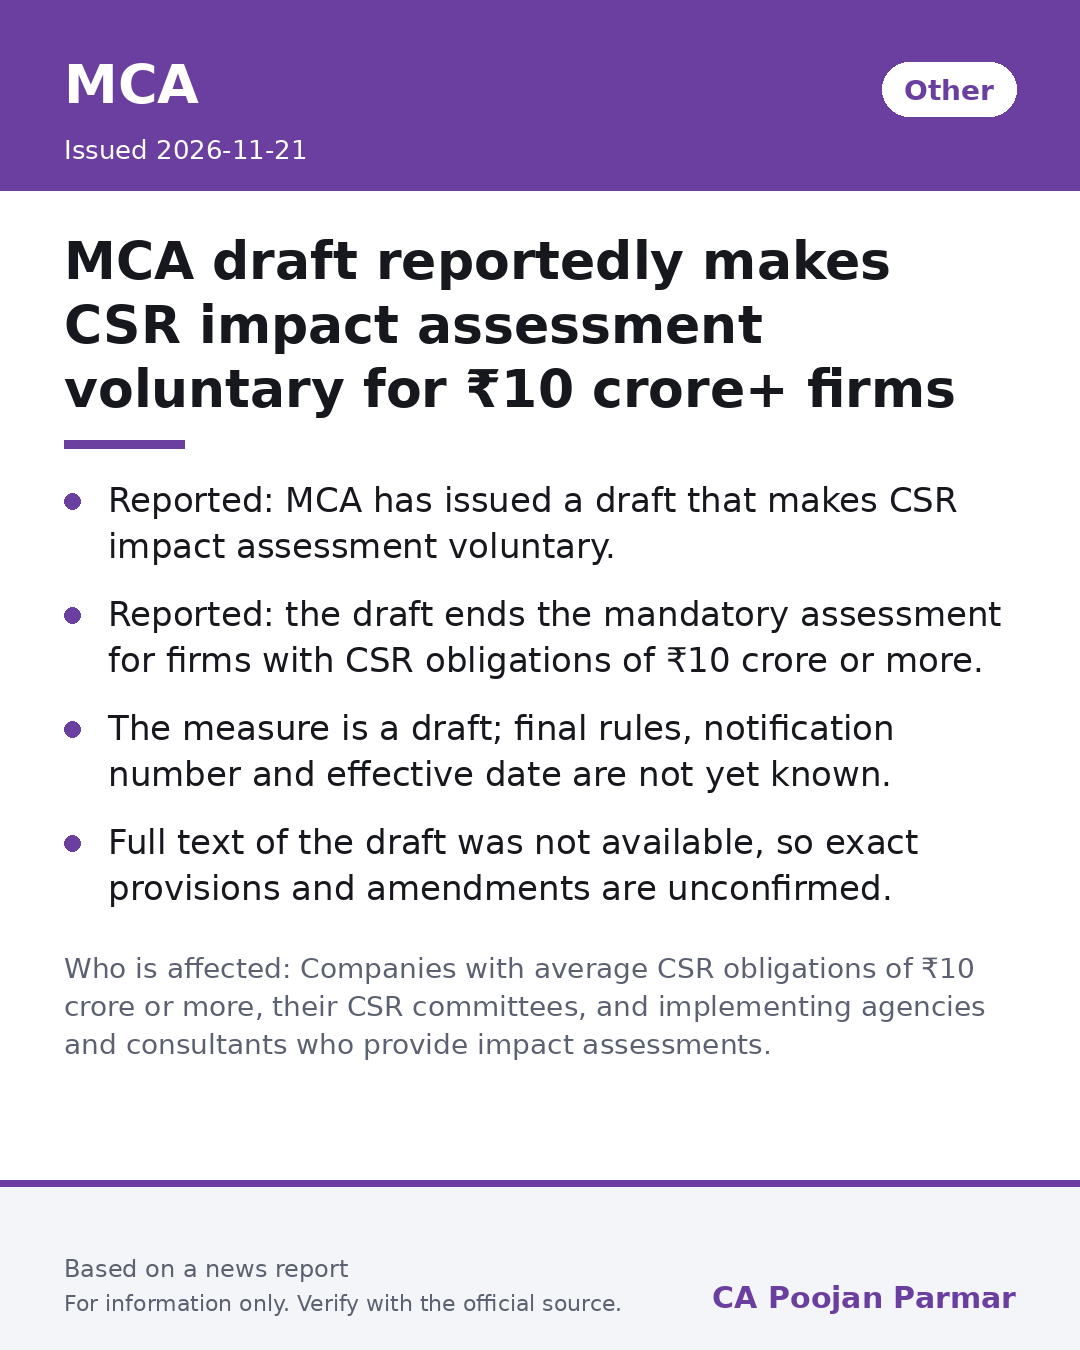 MCA
Other
Issued 2026-11-21
MCA draft reportedly makes
CSR impact assessment
voluntary for ₹10 crore+ firms
Reported: MCA has issued a draft that makes CSR
impact assessment voluntary.
Reported: the draft ends the mandatory assessment
for firms with CSR obligations of ₹10 crore or more.
The measure is a draft; final rules, notification
number and effective date are not yet known.
Full text of the draft was not available, so exact
provisions and amendments are unconfirmed.
Who is affected: Companies with average CSR obligations of ₹10
crore or more, their CSR committees, and implementing agencies
and consultants who provide impact assessments.
Based on a news report
For information only. Verify with the official source.
CA Poojan Parmar